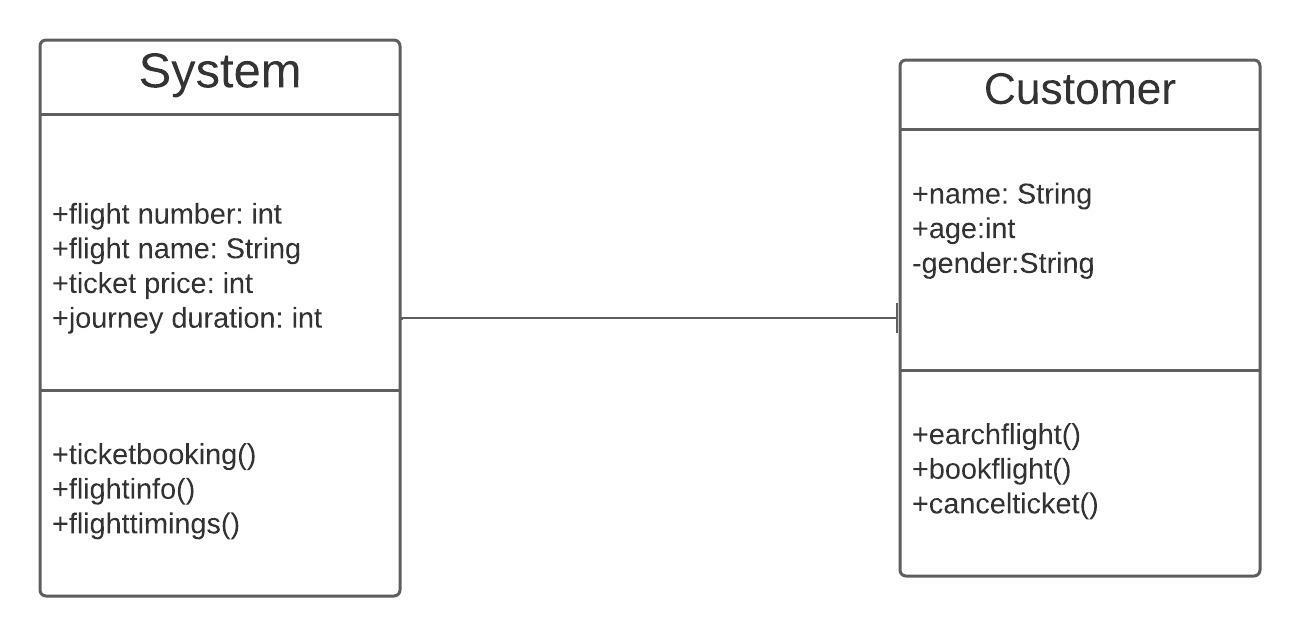 System
+flight number: int
+flight name: String
+ticket price: int
+journey duration: int
+ticketbooking()
+flightinfo()
+flighttimings()
Customer
+name: String
+age:int
-gender:String
+earchflight()
+bookflight()
+cancelticket()